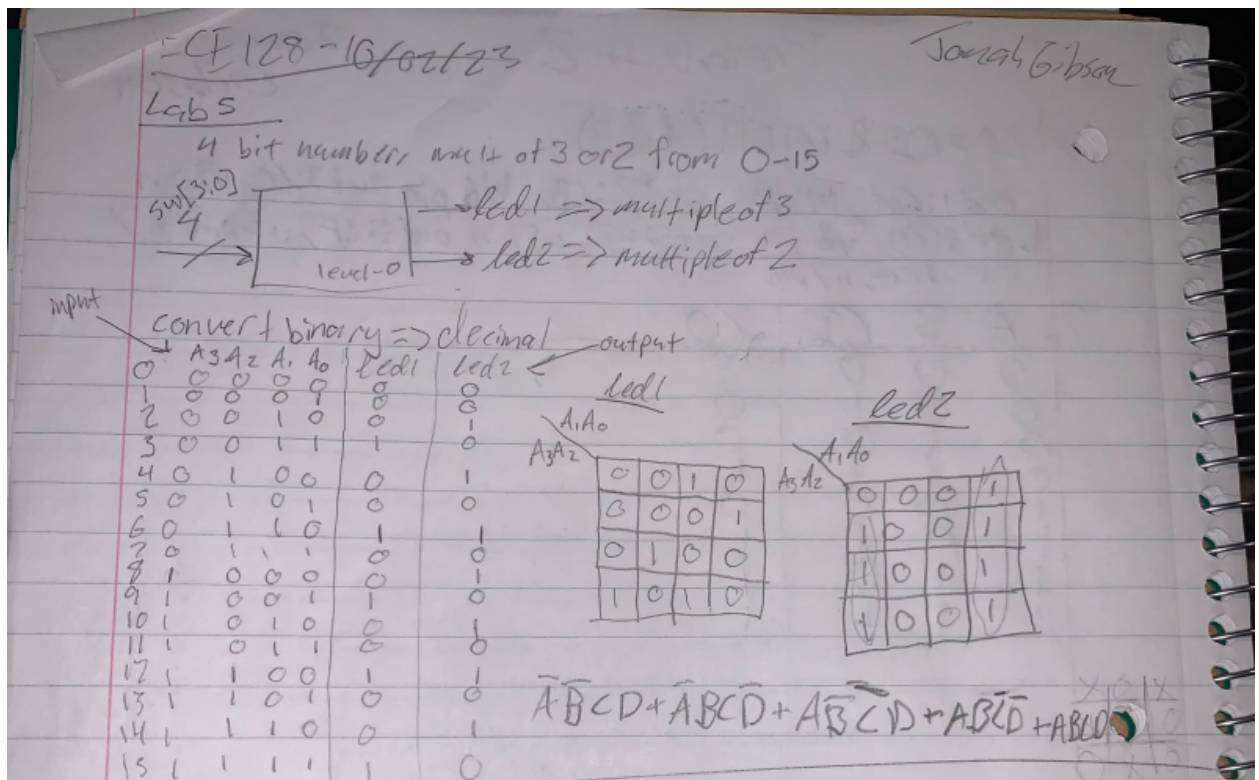 ECE 128 - 10/02/23
Jonah Gibson
Lab 5
4 bit number, mult of 3 or 2 from 0-15
sw[3:0]
4
led1 => multiple of 3
led2 => multiple of 2
level-0
input
convert binary => decimal
output
A3 A2 A1 A0 led1 led2
0 0 0 0 0 0 0
1 0 0 0 1 0 0
2 0 0 1 0 0 1
3 0 0 1 1 1 0
4 0 1 0 0 0 1
5 0 1 0 1 0 0
6 0 1 1 0 1 1
7 0 1 1 1 0 0
8 1 0 0 0 0 1
9 1 0 0 1 1 0
10 1 0 1 0 0 1
11 1 0 1 1 0 0
12 1 1 0 0 1 1
13 1 1 0 1 0 0
14 1 1 1 0 0 1
15 1 1 1 1 1 0
led1
A1A0
A3A2
0 0 1 0
0 0 0 1
0 1 0 0
1 0 1 0
led2
A1A0
A3A2
0 0 0 1
1 0 0 1
1 0 0 1
1 0 0 1
A̅B̅CD + A̅BCD̅ + AB̅C̅D + ABC̅D̅ + ABCD